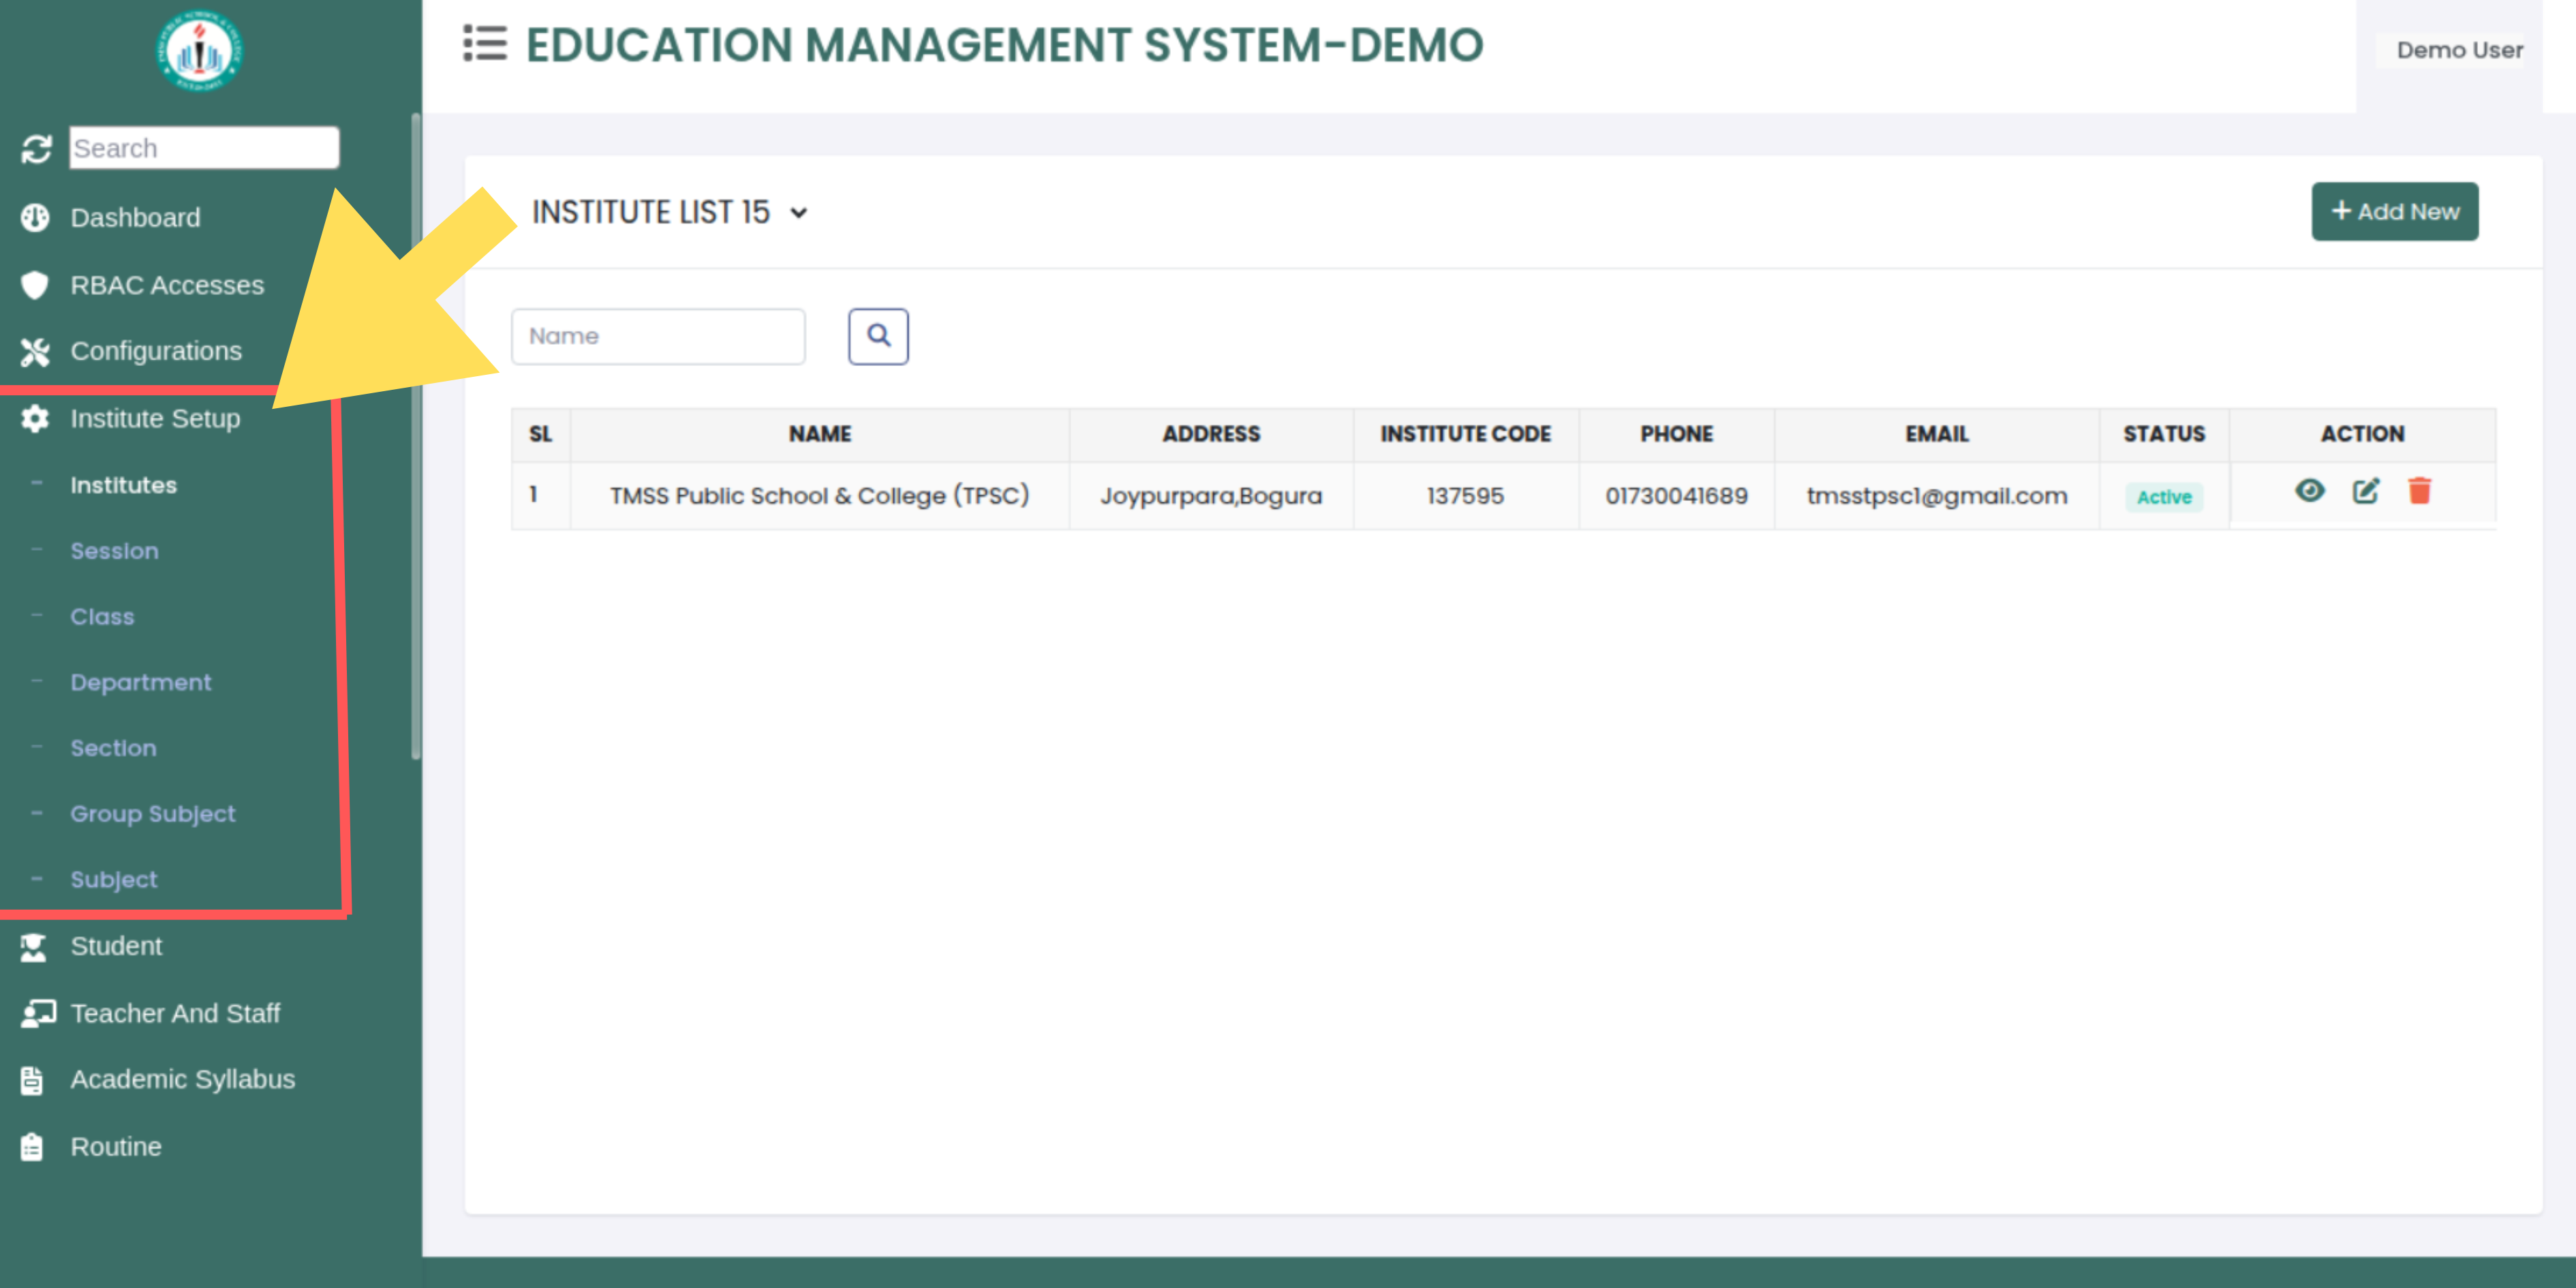 EDUCATION MANAGEMENT SYSTEM-DEMO
Demo User
Search
Dashboard
RBAC Accesses
Configurations
Institute Setup
- Institutes
- Session
- Class
- Department
- Section
- Group Subject
- Subject
Student
Teacher And Staff
Academic Syllabus
Routine
INSTITUTE LIST 15
+ Add New
Name
SL NAME ADDRESS INSTITUTE CODE PHONE EMAIL STATUS ACTION
1 TMSS Public School & College (TPSC) Joypurpara,Bogura 137595 01730041689 tmsstpsc1@gmail.com Active